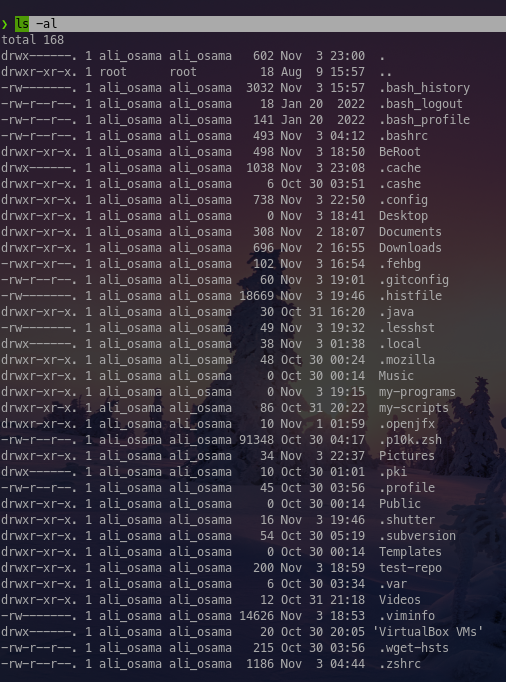 ❯ ls -al
total 168
drwx------. 1 ali_osama ali_osama   602 Nov  3 23:00  .
drwxr-xr-x. 1 root      root         18 Aug  9 15:57  ..
-rw-------. 1 ali_osama ali_osama  3032 Nov  3 15:57  .bash_history
-rw-r--r--. 1 ali_osama ali_osama    18 Jan 20  2022  .bash_logout
-rw-r--r--. 1 ali_osama ali_osama   141 Jan 20  2022  .bash_profile
-rw-r--r--. 1 ali_osama ali_osama   493 Nov  3 04:12  .bashrc
drwxr-xr-x. 1 ali_osama ali_osama   498 Nov  3 18:50  BeRoot
drwx------. 1 ali_osama ali_osama  1038 Nov  3 23:08  .cache
drwxr-xr-x. 1 ali_osama ali_osama     6 Oct 30 03:51  .cashe
drwxr-xr-x. 1 ali_osama ali_osama   738 Nov  3 22:50  .config
drwxr-xr-x. 1 ali_osama ali_osama     0 Nov  3 18:41  Desktop
drwxr-xr-x. 1 ali_osama ali_osama   308 Nov  2 18:07  Documents
drwxr-xr-x. 1 ali_osama ali_osama   696 Nov  2 16:55  Downloads
-rwxr-xr--. 1 ali_osama ali_osama   102 Nov  3 16:54  .fehbg
-rw-r--r--. 1 ali_osama ali_osama    60 Nov  3 19:01  .gitconfig
-rw-------. 1 ali_osama ali_osama 18669 Nov  3 19:46  .histfile
drwxr-xr-x. 1 ali_osama ali_osama    30 Oct 31 16:20  .java
-rw-------. 1 ali_osama ali_osama    49 Nov  3 19:32  .lesshst
drwx------. 1 ali_osama ali_osama    38 Nov  3 01:38  .local
drwxr-xr-x. 1 ali_osama ali_osama    48 Oct 30 00:24  .mozilla
drwxr-xr-x. 1 ali_osama ali_osama     0 Oct 30 00:14  Music
drwxr-xr-x. 1 ali_osama ali_osama     0 Nov  3 19:15  my-programs
drwxr-xr-x. 1 ali_osama ali_osama    86 Oct 31 20:22  my-scripts
drwxr-xr-x. 1 ali_osama ali_osama    10 Nov  1 01:59  .openjfx
-rw-r--r--. 1 ali_osama ali_osama 91348 Oct 30 04:17  .p10k.zsh
drwxr-xr-x. 1 ali_osama ali_osama    34 Nov  3 22:37  Pictures
drwx------. 1 ali_osama ali_osama    10 Oct 30 01:01  .pki
-rw-r--r--. 1 ali_osama ali_osama    45 Oct 30 03:56  .profile
drwxr-xr-x. 1 ali_osama ali_osama     0 Oct 30 00:14  Public
drwxr-xr-x. 1 ali_osama ali_osama    16 Nov  3 19:46  .shutter
drwxr-xr-x. 1 ali_osama ali_osama    54 Oct 30 05:19  .subversion
drwxr-xr-x. 1 ali_osama ali_osama     0 Oct 30 00:14  Templates
drwxr-xr-x. 1 ali_osama ali_osama   200 Nov  3 18:59  test-repo
drwxr-xr-x. 1 ali_osama ali_osama     6 Oct 30 03:34  .var
drwxr-xr-x. 1 ali_osama ali_osama    12 Oct 31 21:18  Videos
-rw-------. 1 ali_osama ali_osama 14626 Nov  3 18:53  .viminfo
drwx------. 1 ali_osama ali_osama    20 Oct 30 20:05 'VirtualBox VMs'
-rw-r--r--. 1 ali_osama ali_osama   215 Oct 30 03:56  .wget-hsts
-rw-r--r--. 1 ali_osama ali_osama  1186 Nov  3 04:44  .zshrc